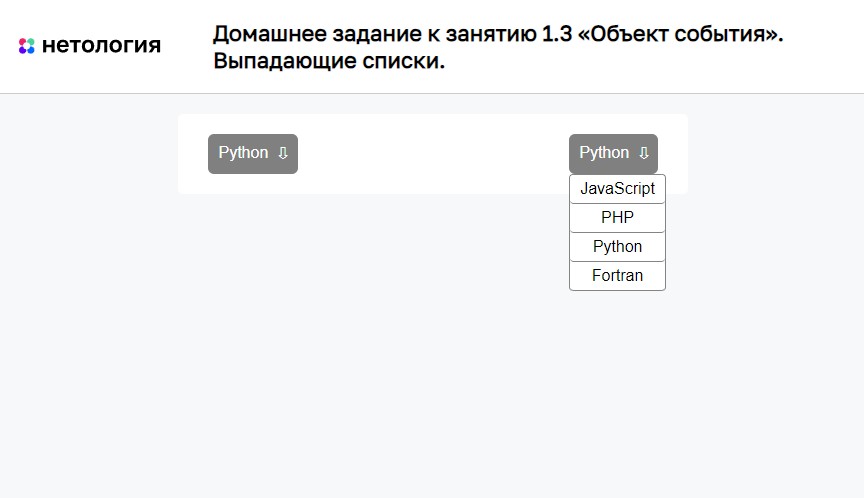 нетология
Домашнее задание к занятию 1.3 «Объект события».
Выпадающие списки.
Python ⇩
Python ⇩
JavaScript
PHP
Python
Fortran